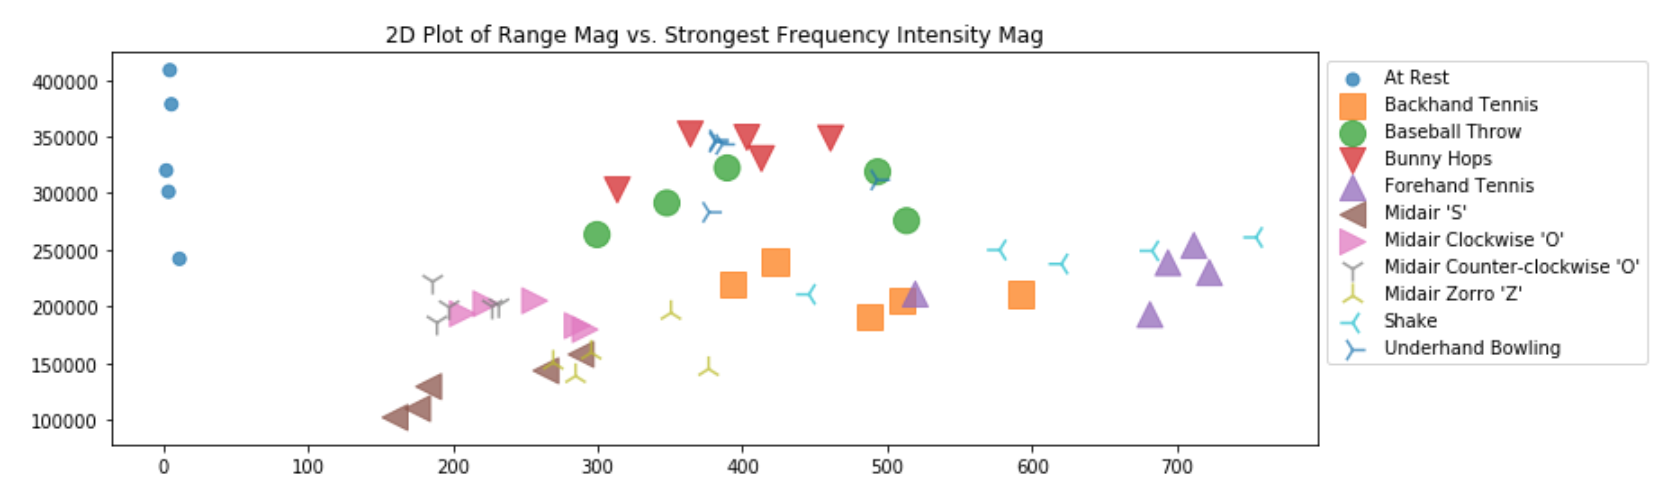 2D Plot of Range Mag vs. Strongest Frequency Intensity Mag
400000
350000
300000
250000
200000
150000
100000
0 100 200 300 400 500 600 700
At Rest
Backhand Tennis
Baseball Throw
Bunny Hops
Forehand Tennis
Midair 'S'
Midair Clockwise 'O'
Midair Counter-clockwise 'O'
Midair Zorro 'Z'
Shake
Underhand Bowling